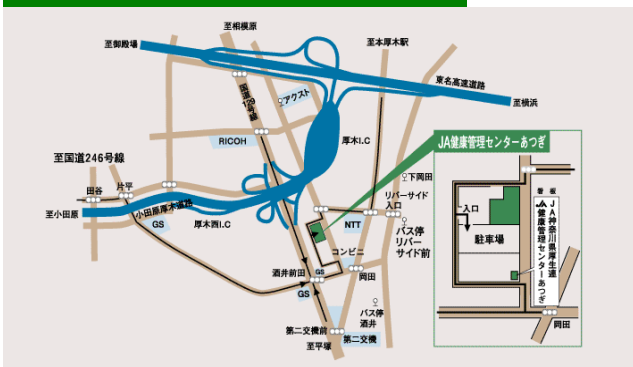 至相模原
至御殿場
至本厚木駅
東名高速道路
至横浜
国道129号線
アクスト
RICOH
厚木I.C
JA健康管理センターあつぎ
至国道246号線
田谷
片平
下岡田
リバーサイド
入口
至小田原
小田原厚木道路
厚木西I.C
GS
NTT
バス停
リバー
サイド前
コンビニ
酒井前田
GS
岡田
GS
バス停
酒井
第二交機前
第二交機
至平塚
入口
駐車場
看板
JA神奈川県厚生連
健康管理センターあつぎ
岡田